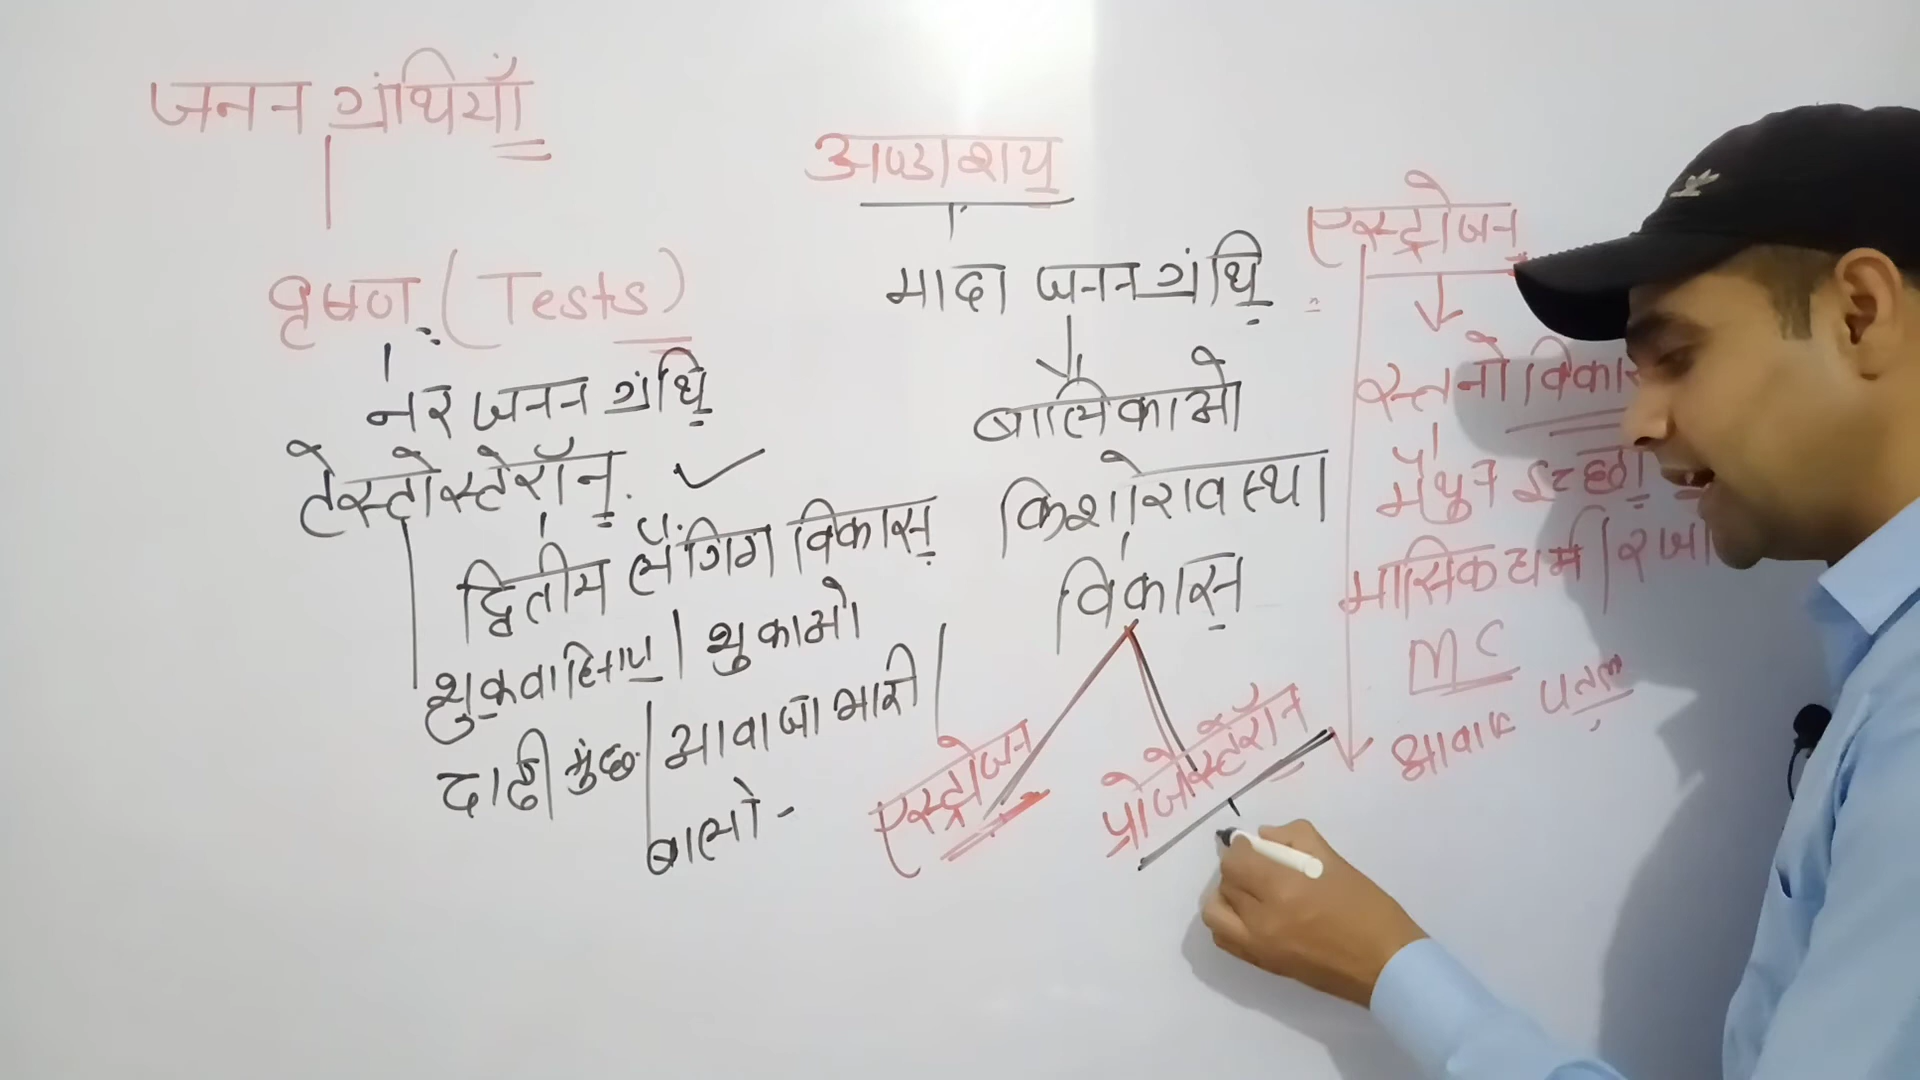 जनन ग्रंथियाँ
वृषण (Tests)
नर जनन ग्रंथि
टेस्टोस्टेरॉन
द्वितीय लैंगिग विकास
शुक्रवाहिनाए | शुक्राओ
दाढी मुंछ | आवाज भारी
बालो -
अण्डाशय
मादा जनन ग्रंथि
बालिकाओ
किशोरावस्था
विकास
एस्ट्रोजन
प्रोजेस्टेरॉन
एस्ट्रोजन
स्तनो विकास
मैथुन इच्छा
मासिक धर्म |
MC
आवाज पतल